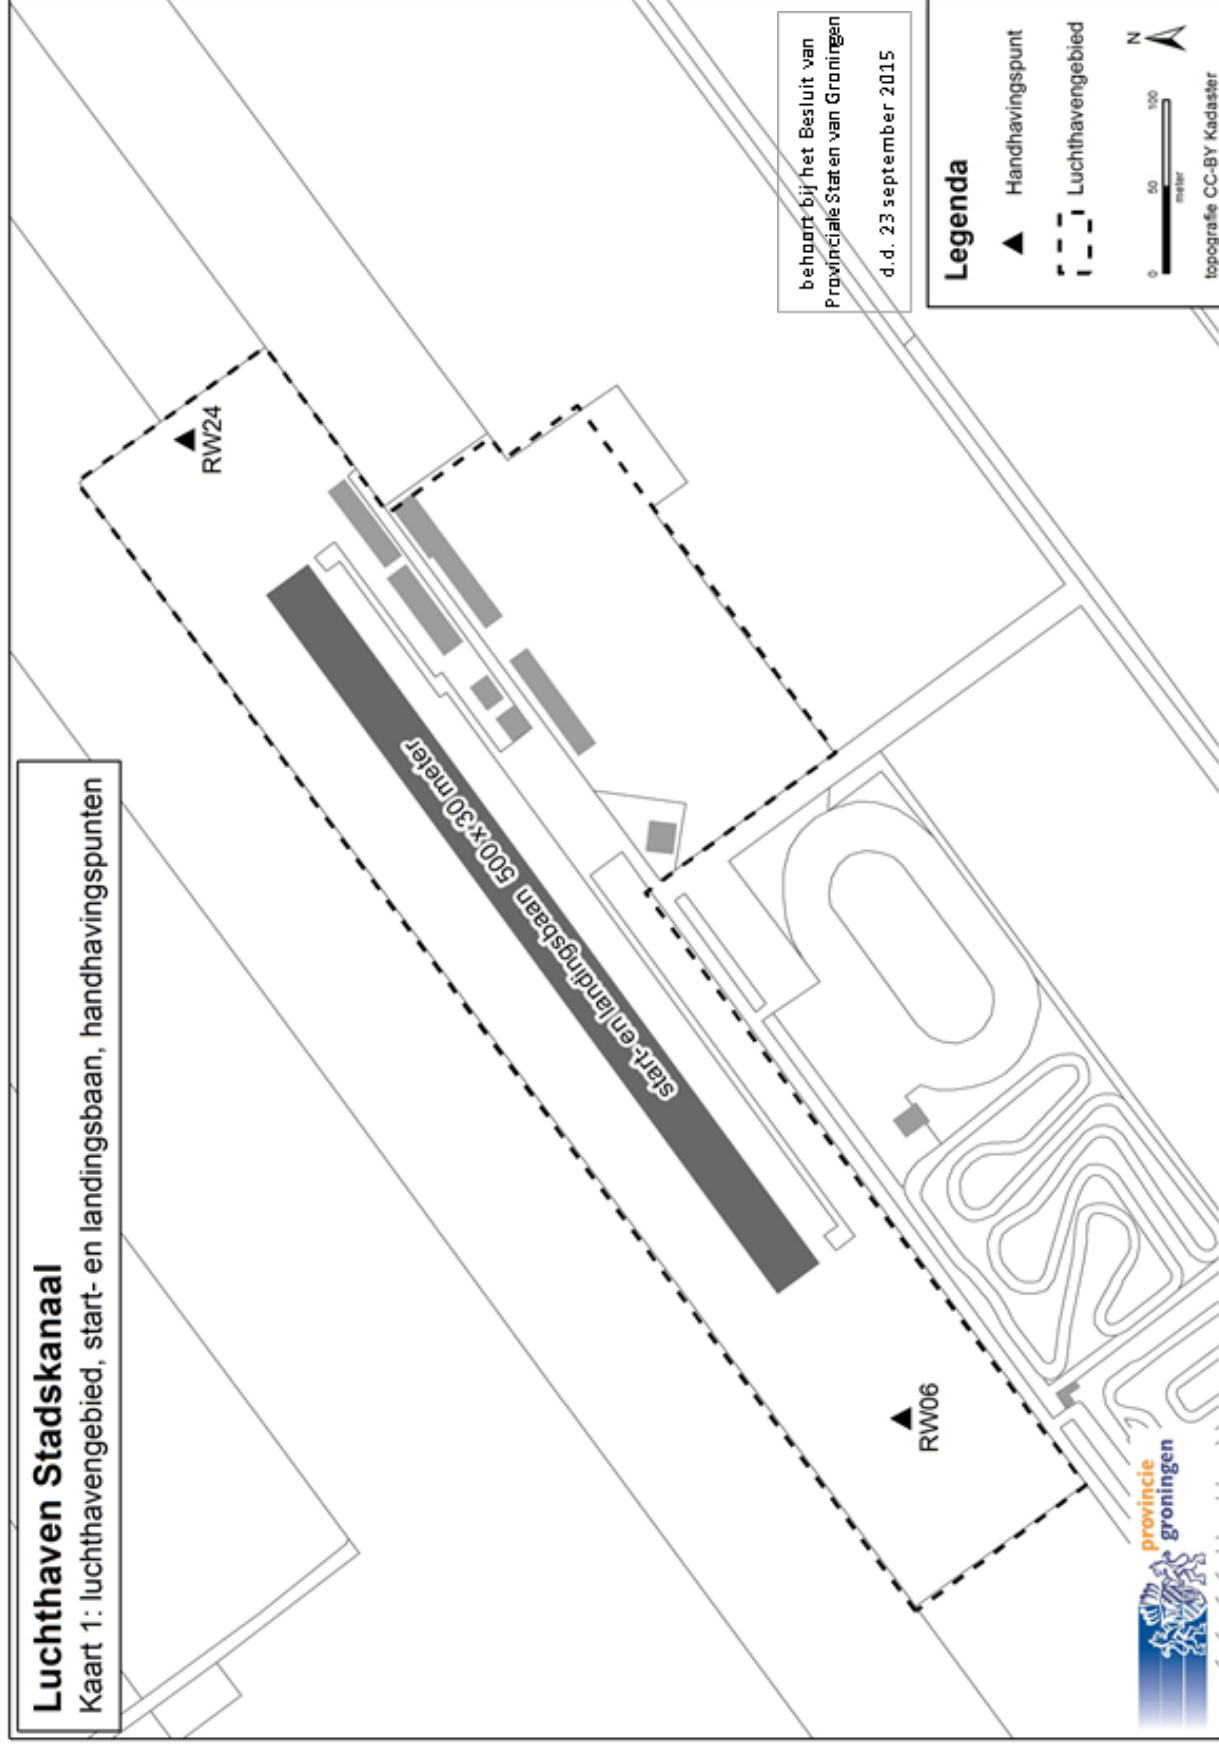 Luchthaven Stadskanaal
Kaart 1: luchthavengebied, start- en landingsbaan, handhavingspunten
RW24
start- en landingsbaan 500 x 30 meter
RW06
behoort bij het Besluit van
Provinciale Staten van Groningen
d.d. 23 september 2015
Legenda
Handhavingspunt
Luchthavengebied
0 50 100
meter
N
topografie CC-BY Kadaster
provincie
groningen